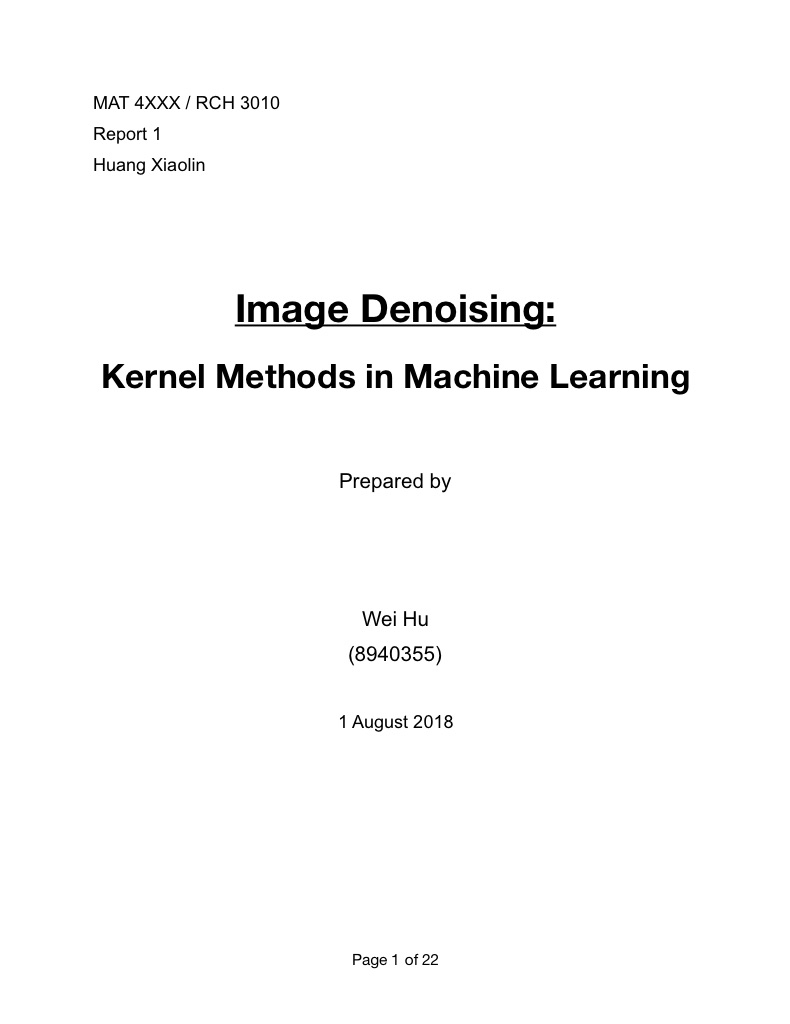 MAT 4XXX / RCH 3010
Report 1
Huang Xiaolin
Image Denoising:
Kernel Methods in Machine Learning
Prepared by
Wei Hu
(8940355)
1 August 2018
Page 1 of 22